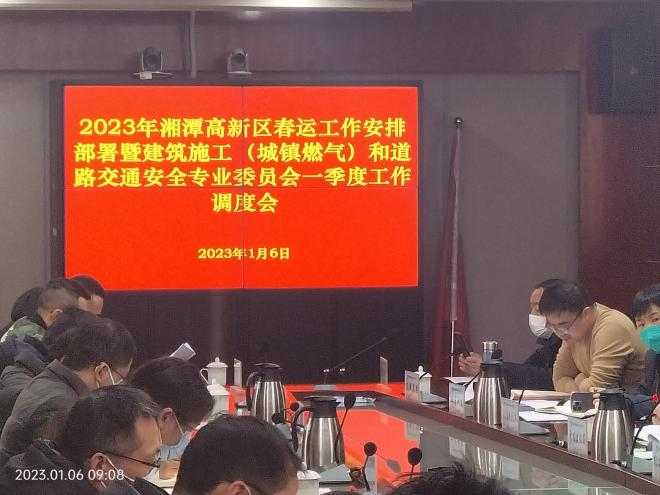 2023年湘潭高新区春运工作安排
部署暨建筑施工（城镇燃气）和道
路交通安全专业委员会一季度工作
调度会
2023年1月6日
2023.01.06 09:08